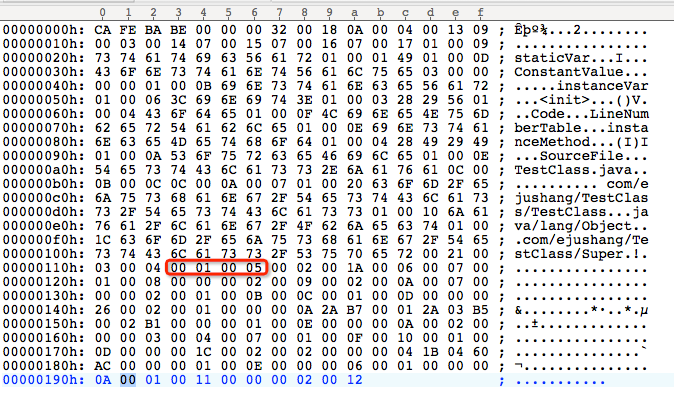 0 1 2 3 4 5 6 7 8 9 a b c d e f
00000000h: CA FE BA BE 00 00 00 32 00 18 0A 00 04 00 13 09 ; Êþº¾...2........
00000010h: 00 03 00 14 07 00 15 07 00 16 07 00 17 01 00 09 ; ................
00000020h: 73 74 61 74 69 63 56 61 72 01 00 01 49 01 00 0D ; staticVar...I...
00000030h: 43 6F 6E 73 74 61 6E 74 56 61 6C 75 65 03 00 00 ; ConstantValue...
00000040h: 00 00 01 00 0B 69 6E 73 74 61 6E 63 65 56 61 72 ; .....instanceVar
00000050h: 01 00 06 3C 69 6E 69 74 3E 01 00 03 28 29 56 01 ; ...<init>...()V.
00000060h: 00 04 43 6F 64 65 01 00 0F 4C 69 6E 65 4E 75 6D ; ..Code...LineNum
00000070h: 62 65 72 54 61 62 6C 65 01 00 0E 69 6E 73 74 61 ; berTable...insta
00000080h: 6E 63 65 4D 65 74 68 6F 64 01 00 04 28 49 29 49 ; nceMethod...(I)I
00000090h: 01 00 0A 53 6F 75 72 63 65 46 69 6C 65 01 00 0E ; ...SourceFile...
000000a0h: 54 65 73 74 43 6C 61 73 73 2E 6A 61 76 61 0C 00 ; TestClass.java..
000000b0h: 0B 00 0C 0C 00 0A 00 07 01 00 20 63 6F 6D 2F 65 ; .......... com/e
000000c0h: 6A 75 73 68 61 6E 67 2F 54 65 73 74 43 6C 61 73 ; jushang/TestClas
000000d0h: 73 2F 54 65 73 74 43 6C 61 73 73 01 00 10 6A 61 ; s/TestClass...ja
000000e0h: 76 61 2F 6C 61 6E 67 2F 4F 62 6A 65 63 74 01 00 ; va/lang/Object..
000000f0h: 1C 63 6F 6D 2F 65 6A 75 73 68 61 6E 67 2F 54 65 ; .com/ejushang/Te
00000100h: 73 74 43 6C 61 73 73 2F 53 75 70 65 72 00 21 00 ; stClass/Super.!.
00000110h: 03 00 04 00 01 00 05 00 02 00 1A 00 06 00 07 00 ; ................
00000120h: 01 00 08 00 00 00 02 00 09 00 02 00 0A 00 07 00 ; ................
00000130h: 00 00 02 00 01 00 0B 00 0C 00 01 00 0D 00 00 00 ; ................
00000140h: 26 00 02 00 01 00 00 00 0A 2A B7 00 01 2A 03 B5 ; &........*·..*.µ
00000150h: 00 02 B1 00 00 00 01 00 0E 00 00 00 0A 00 02 00 ; ..±.............
00000160h: 00 00 03 00 04 00 07 00 01 00 0F 00 10 00 01 00 ; ................
00000170h: 0D 00 00 00 1C 00 02 00 02 00 00 00 04 1B 04 60 ; ...............`
00000180h: AC 00 00 00 01 00 0E 00 00 00 06 00 01 00 00 00 ; ¬...............
00000190h: 0A 00 01 00 11 00 00 00 02 00 12 ; ...........